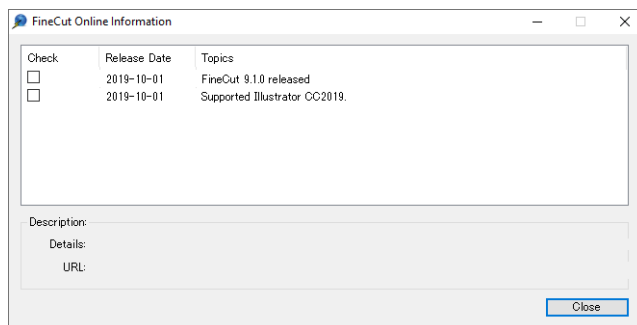 FineCut Online Information
Check Release Date Topics
2019-10-01 FineCut 9.1.0 released
2019-10-01 Supported Illustrator CC2019.
Description:
Details:
URL:
Close